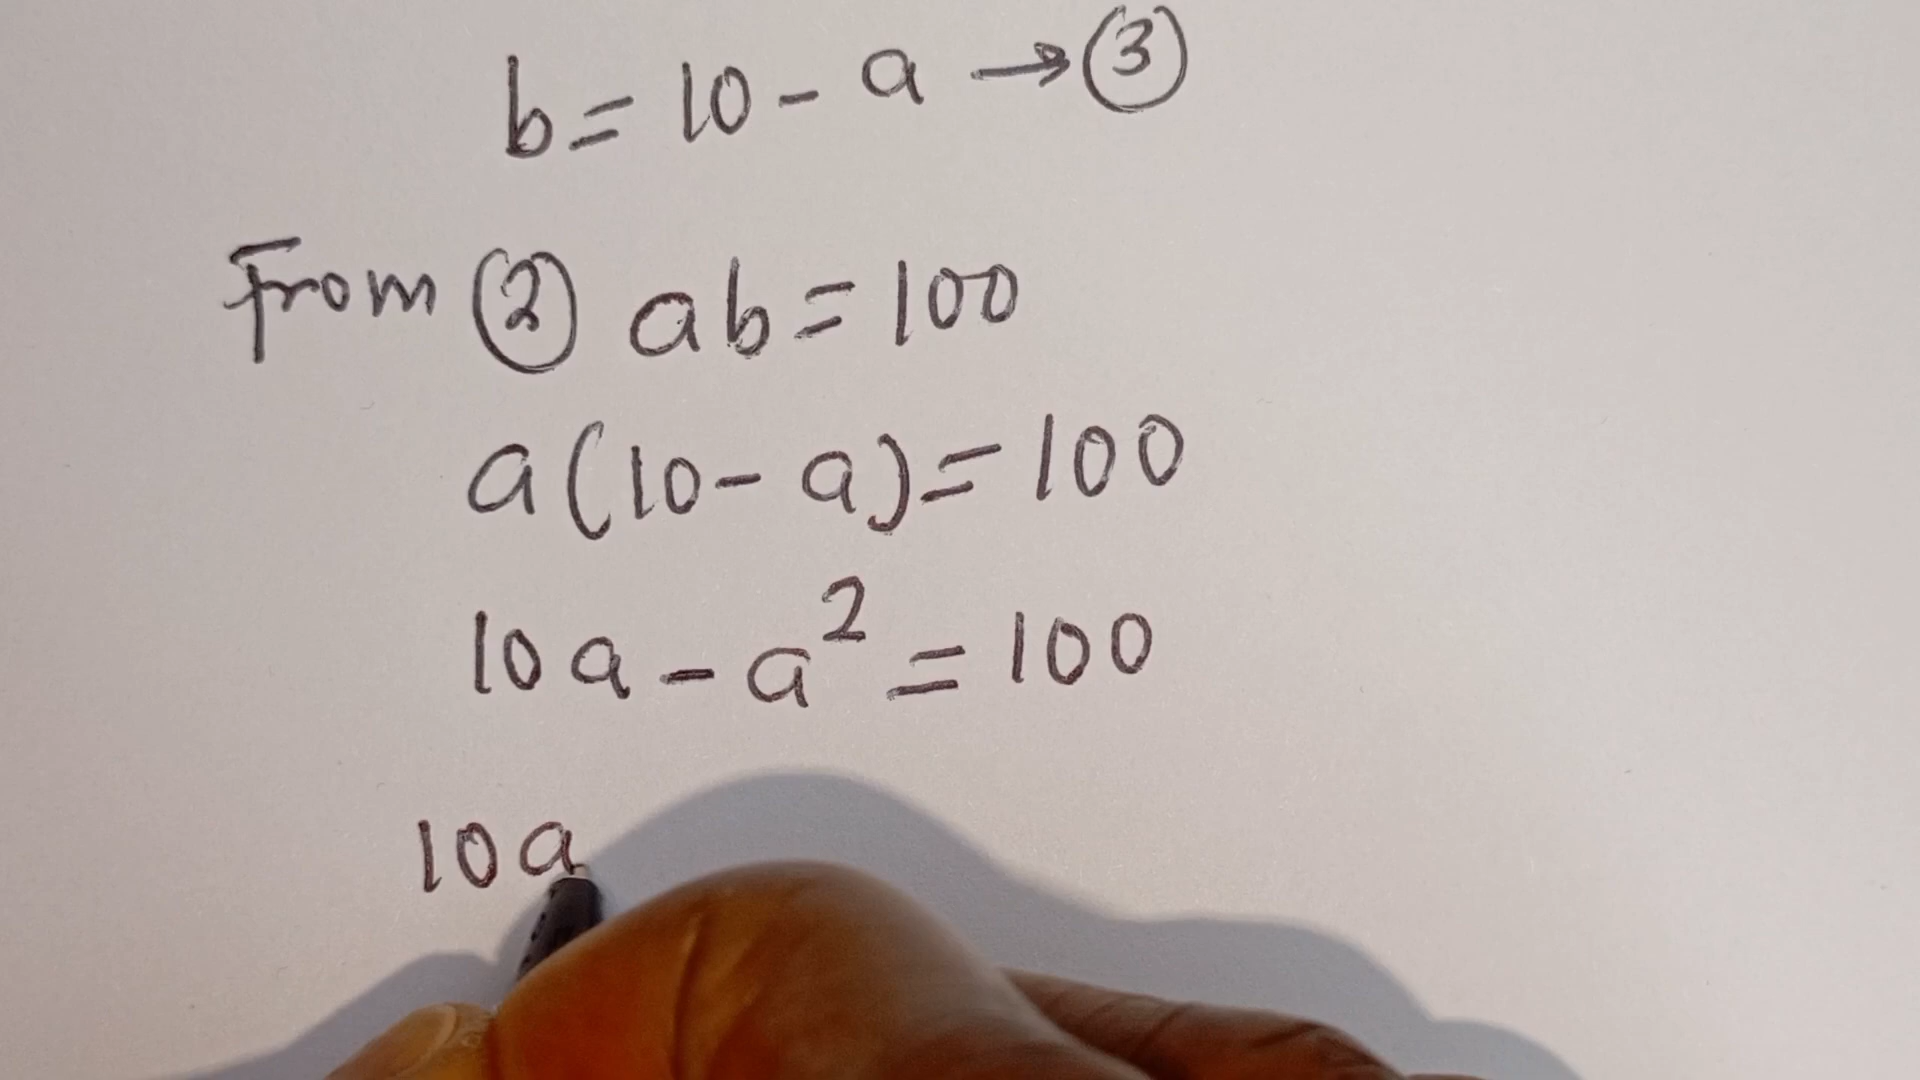 b = 10 - a → ③
From ② ab = 100
a(10 - a) = 100
10a - a² = 100
10a